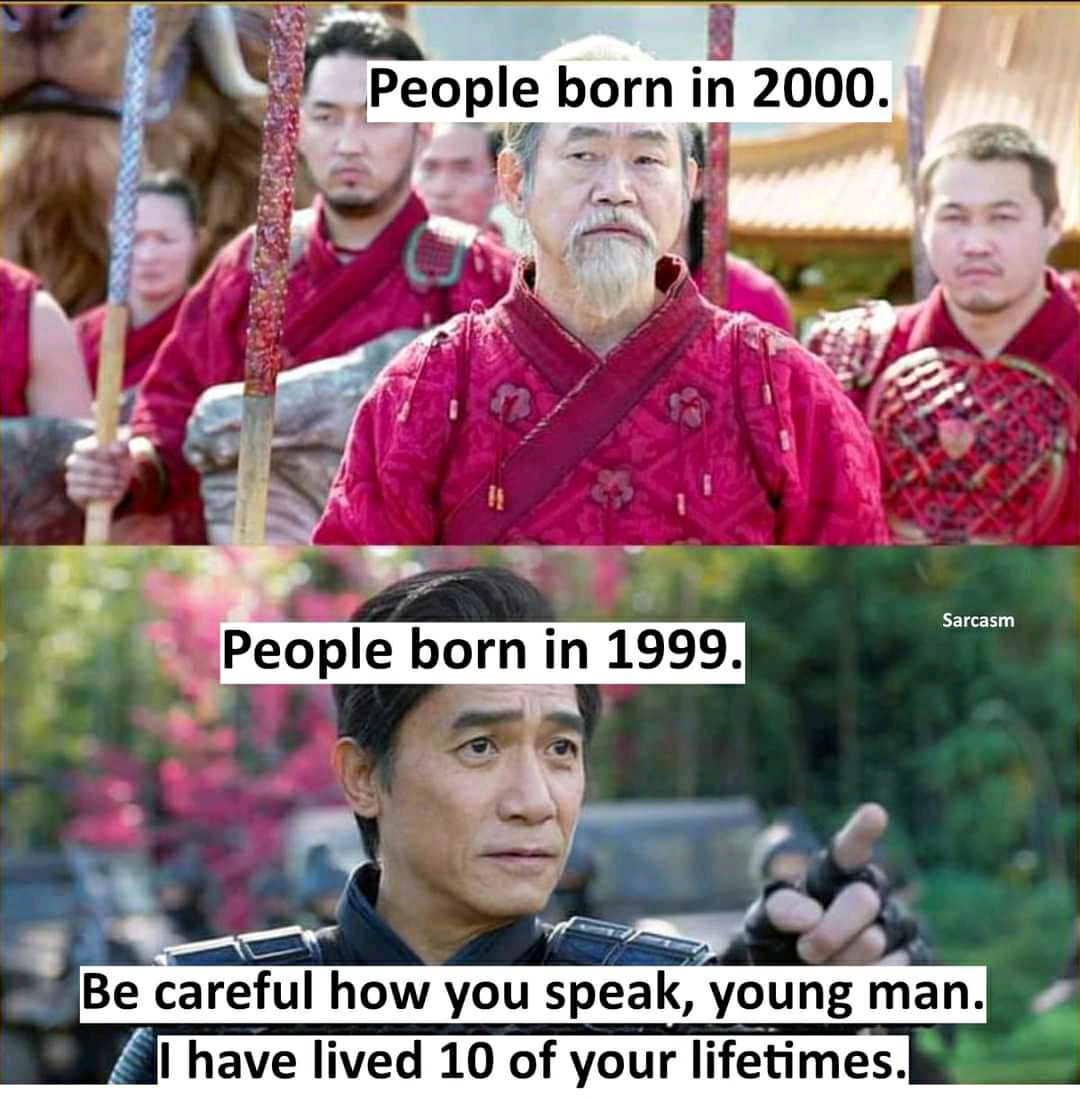 People born in 2000.
Sarcasm
People born in 1999.
Be careful how you speak, young man.
I have lived 10 of your lifetimes.